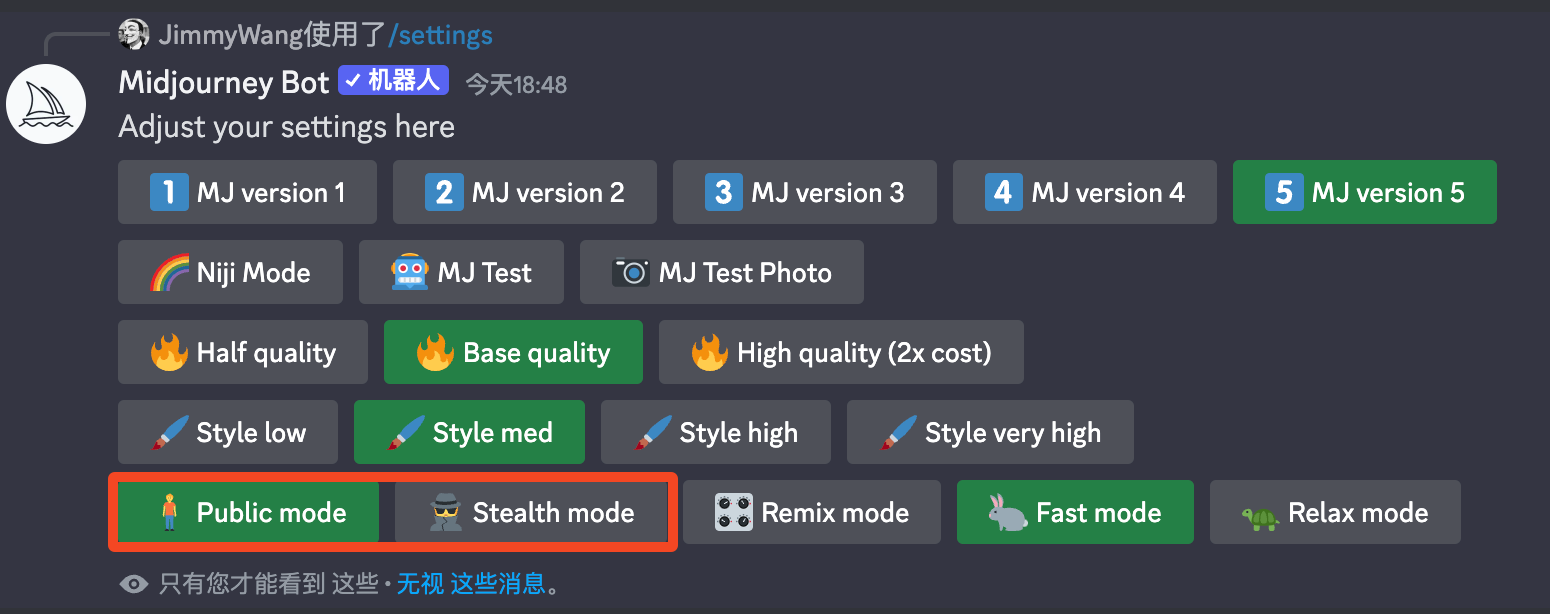 JimmyWang使用了/settings
Midjourney Bot ✓ 机器人 今天18:48
Adjust your settings here
1 MJ version 1 2 MJ version 2 3 MJ version 3 4 MJ version 4 5 MJ version 5
Niji Mode MJ Test MJ Test Photo
Half quality Base quality High quality (2x cost)
Style low Style med Style high Style very high
Public mode Stealth mode Remix mode Fast mode Relax mode
只有您才能看到 这些 • 无视 这些消息。